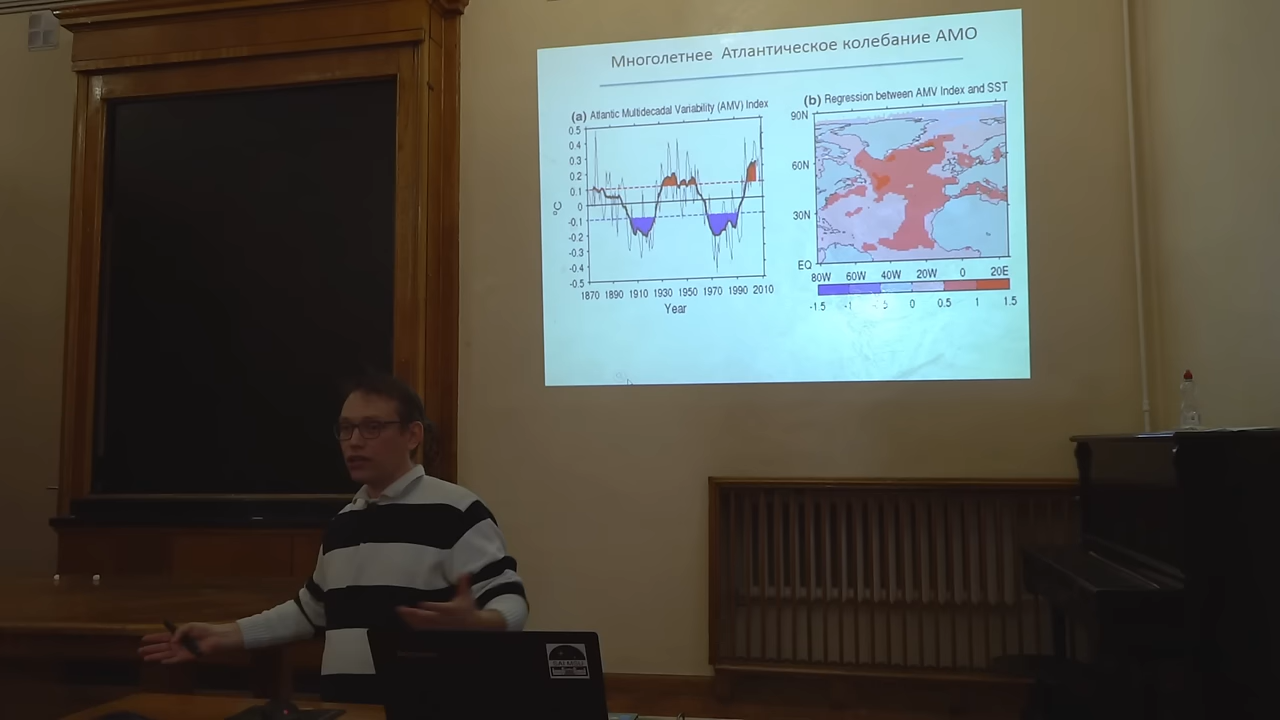 Многолетнее Атлантическое колебание АМО
(a) Atlantic Multidecadal Variability (AMV) Index
0.5
0.4
0.3
0.2
0.1
0
-0.1
-0.2
-0.3
-0.4
-0.5
°C
1870 1890 1910 1930 1950 1970 1990 2010
Year
(b) Regression between AMV Index and SST
90N
60N
30N
EQ
80W 60W 40W 20W 0 20E
-1.5 0 0.5 1 1.5